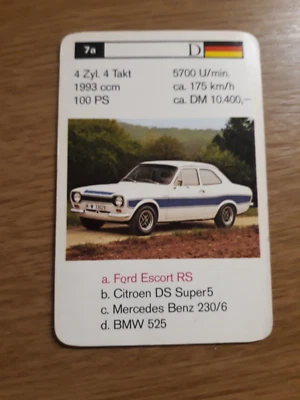 7a
D
4 Zyl. 4 Takt 5700 U/min.
1993 ccm ca. 175 km/h
100 PS ca. DM 10.400,–
a. Ford Escort RS
b. Citroen DS Super5
c. Mercedes Benz 230/6
d. BMW 525